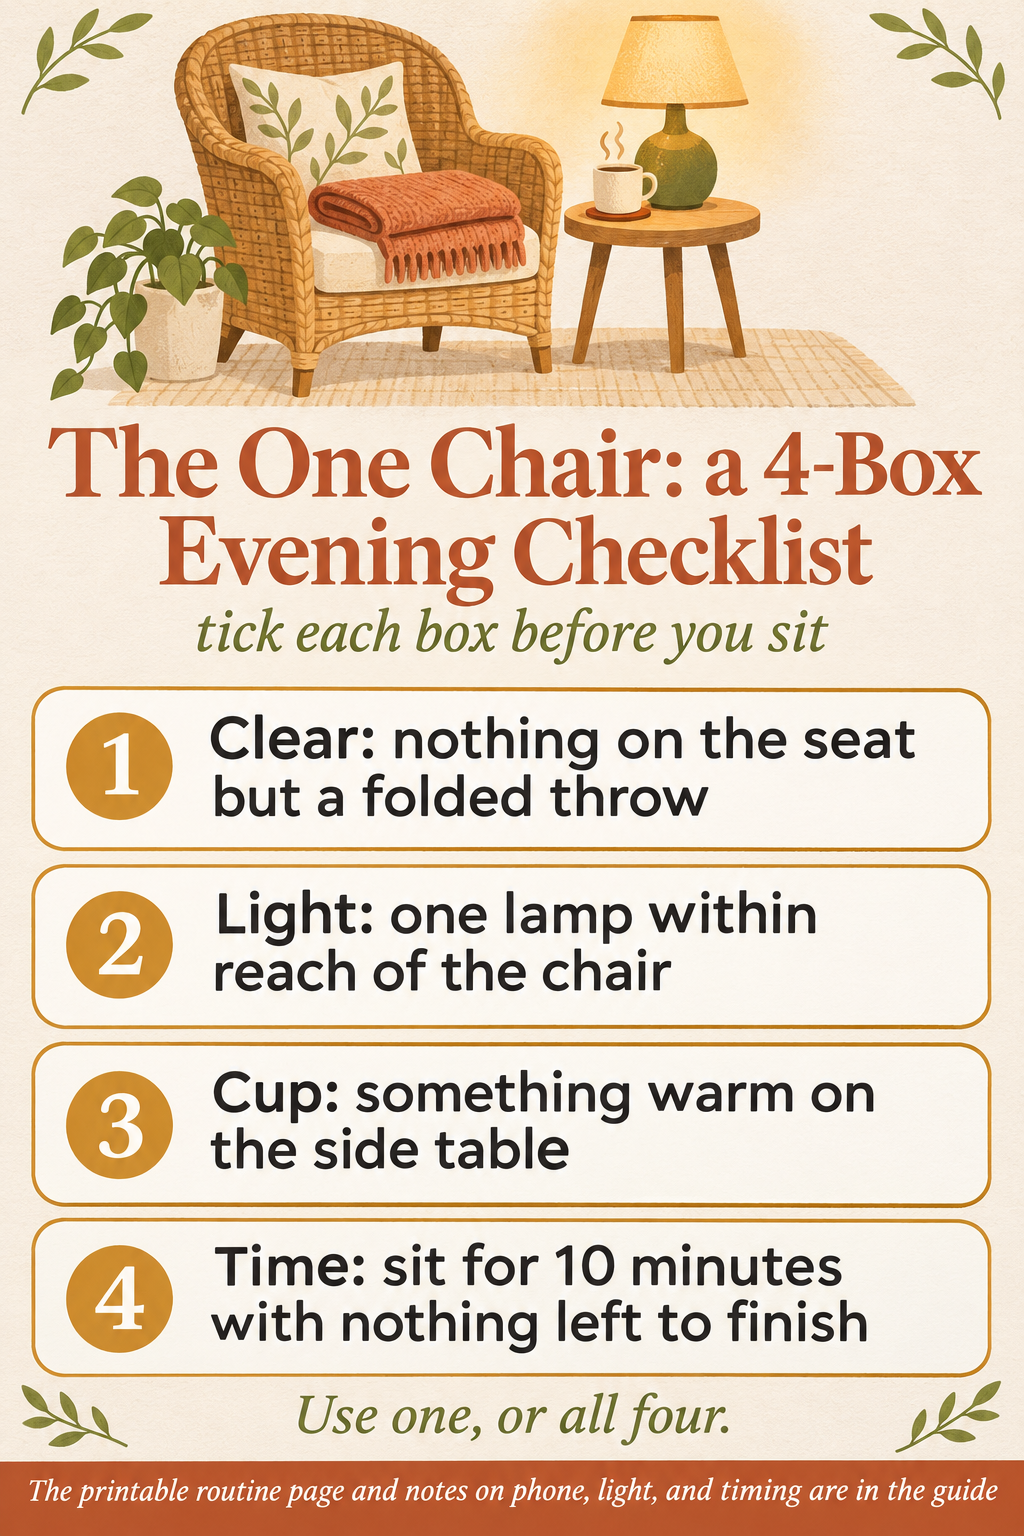 The One Chair: a 4-Box
Evening Checklist
tick each box before you sit
1
Clear: nothing on the seat
but a folded throw
2
Light: one lamp within
reach of the chair
3
Cup: something warm on
the side table
4
Time: sit for 10 minutes
with nothing left to finish
Use one, or all four.
The printable routine page and notes on phone, light, and timing are in the guide